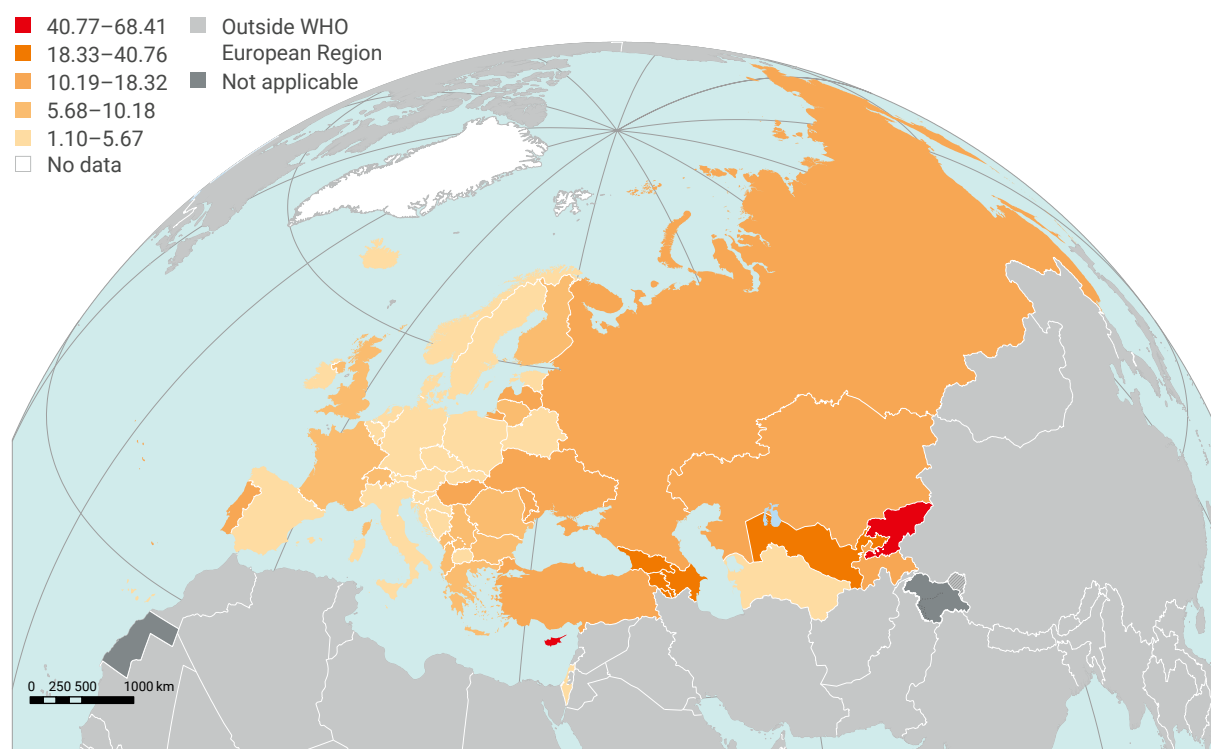 40.77–68.41
18.33–40.76
10.19–18.32
5.68–10.18
1.10–5.67
No data
Outside WHO
European Region
Not applicable
0 250 500 1000 km